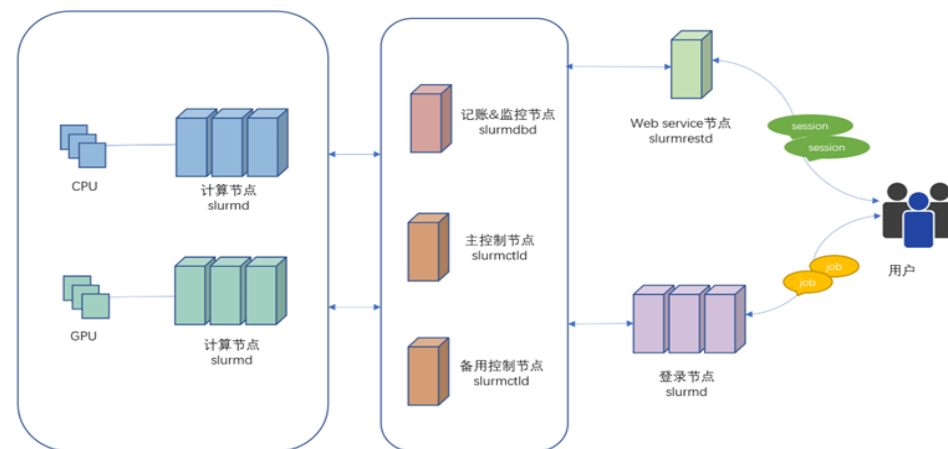 CPU
计算节点
slurmd
GPU
计算节点
slurmd
记账&监控节点
slurmdbd
主控制节点
slurmctld
备用控制节点
slurmctld
Web service节点
slurmrestd
session
session
用户
job
job
登录节点
slurmd